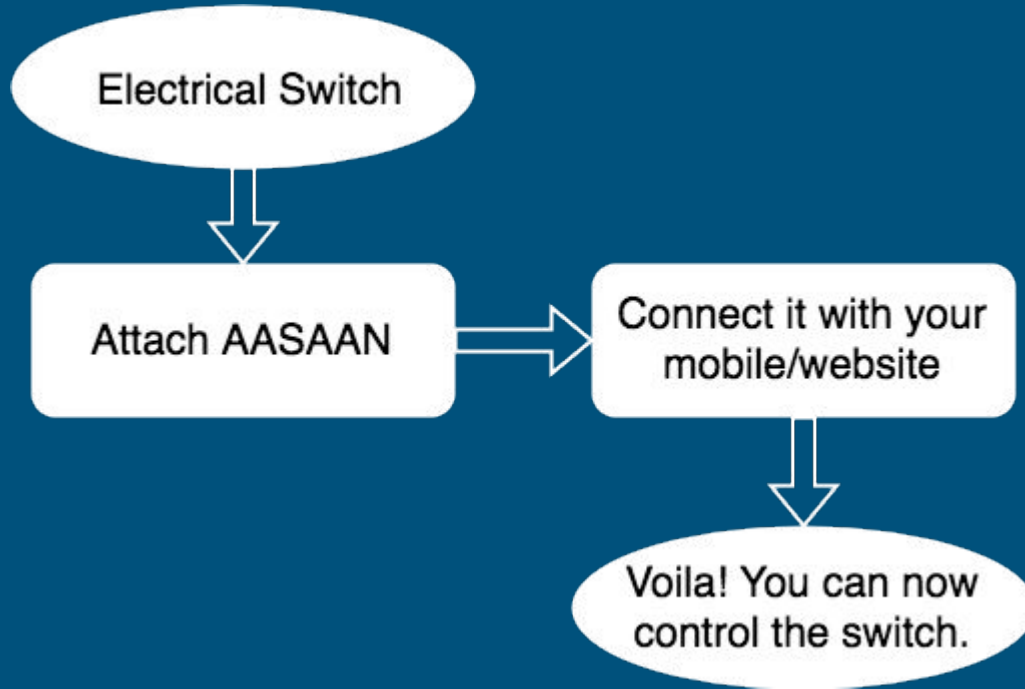 Electrical Switch
Attach AASAAN
Connect it with your
mobile/website
Voila! You can now
control the switch.